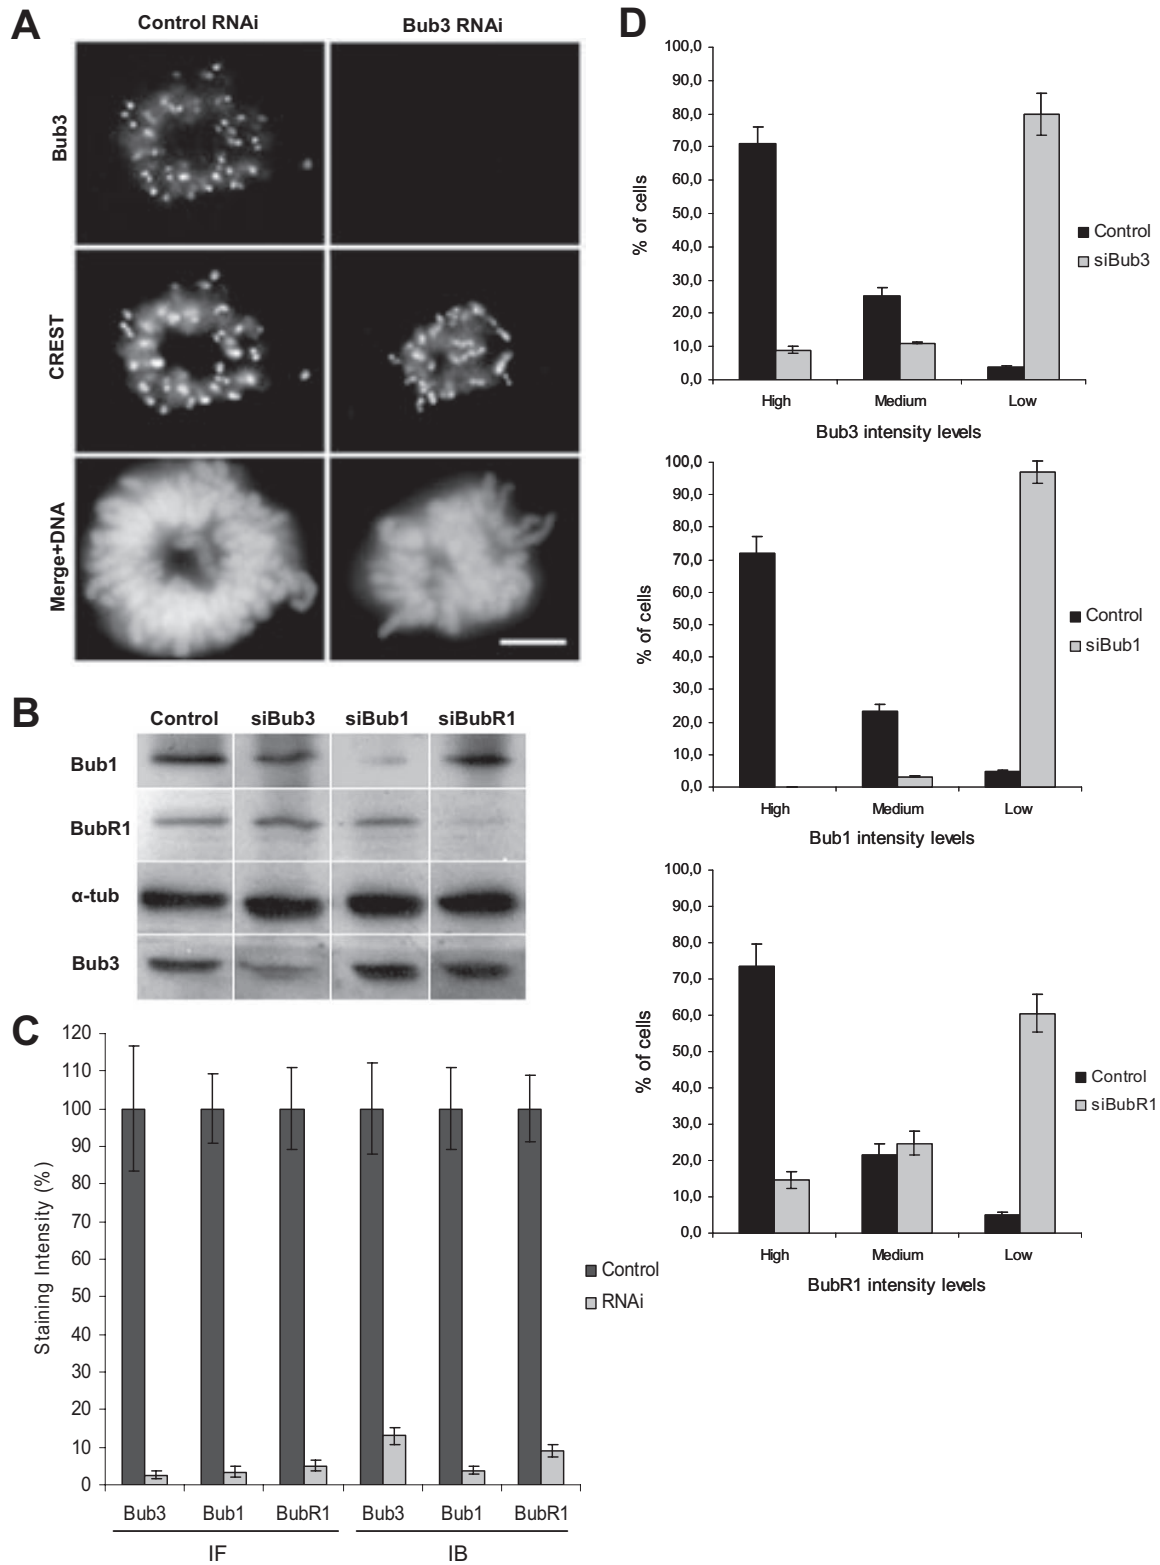 A
Control RNAi
Bub3 RNAi
Bub3
CREST
Merge+DNA
B
Control siBub3 siBub1 siBubR1
Bub1
BubR1
α-tub
Bub3
C
120
110
100
90
80
70
60
50
40
30
20
10
0
Staining Intensity (%)
Bub3 Bub1 BubR1 Bub3 Bub1 BubR1
IF IB
Control
RNAi
D
100,0
90,0
80,0
70,0
60,0
50,0
40,0
30,0
20,0
10,0
0,0
% of cells
High Medium Low
Bub3 intensity levels
Control
siBub3
100,0
90,0
80,0
70,0
60,0
50,0
40,0
30,0
20,0
10,0
0,0
% of cells
High Medium Low
Bub1 intensity levels
Control
siBub1
100,0
90,0
80,0
70,0
60,0
50,0
40,0
30,0
20,0
10,0
0,0
% of cells
High Medium Low
BubR1 intensity levels
Control
siBubR1